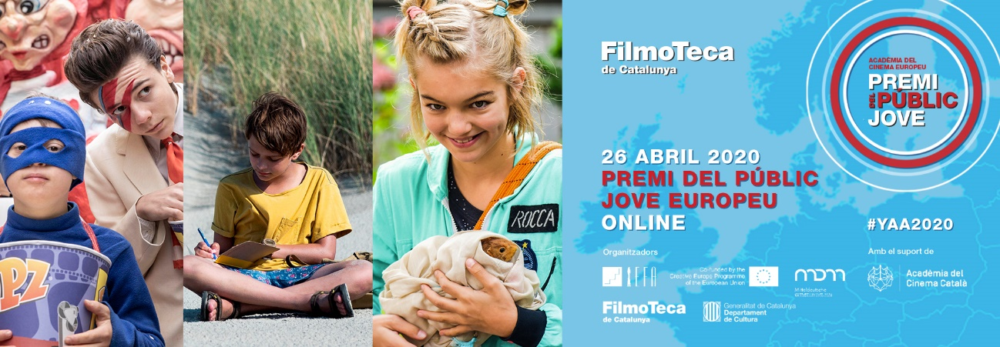 PZ
ROCCA
FilmoTeca
de Catalunya
ACADÈMIA DEL
CINEMA EUROPEU
PREMI
DEL PÚBLIC
JOVE
26 ABRIL 2020
PREMI DEL PÚBLIC
JOVE EUROPEU
ONLINE
#YAA2020
Organitzadors
EFA
Co-funded by the
Creative Europe Programme
of the European Union
mdm
Mitteldeutsche
FilmoTeca
de Catalunya
Generalitat de Catalunya
Departament
de Cultura
Amb el suport de
Acadèmia del
Cinema Català